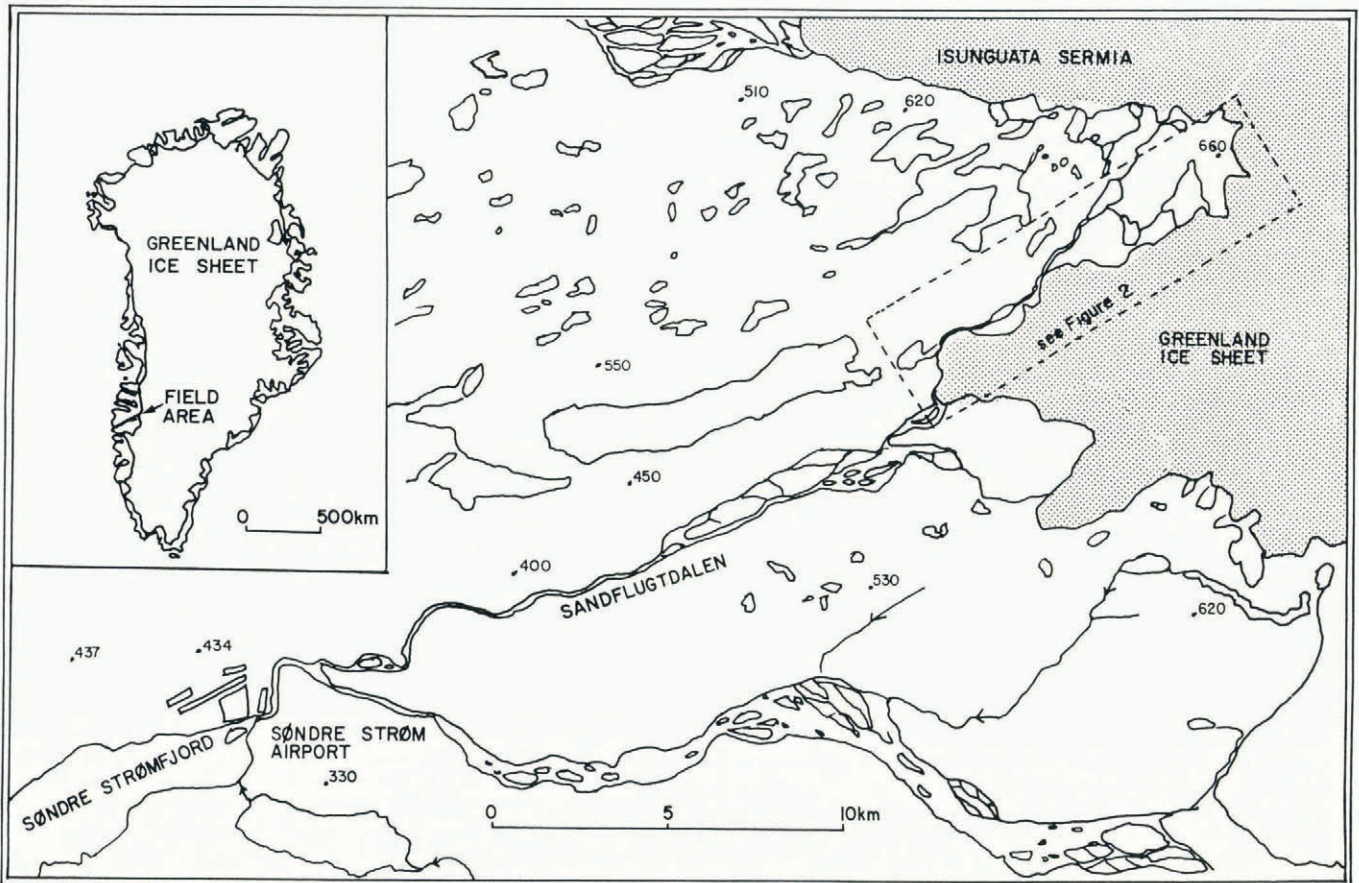 GREENLAND
ICE SHEET
FIELD
AREA
0 500km
ISUNGUATA SERMIA
510
620
660
see Figure 2
GREENLAND
ICE SHEET
550
450
400
SANDFLUGTDALEN
530
620
437
434
SØNDRE STRØM
AIRPORT
SØNDRE STRØMFJORD
330
0 5 10km